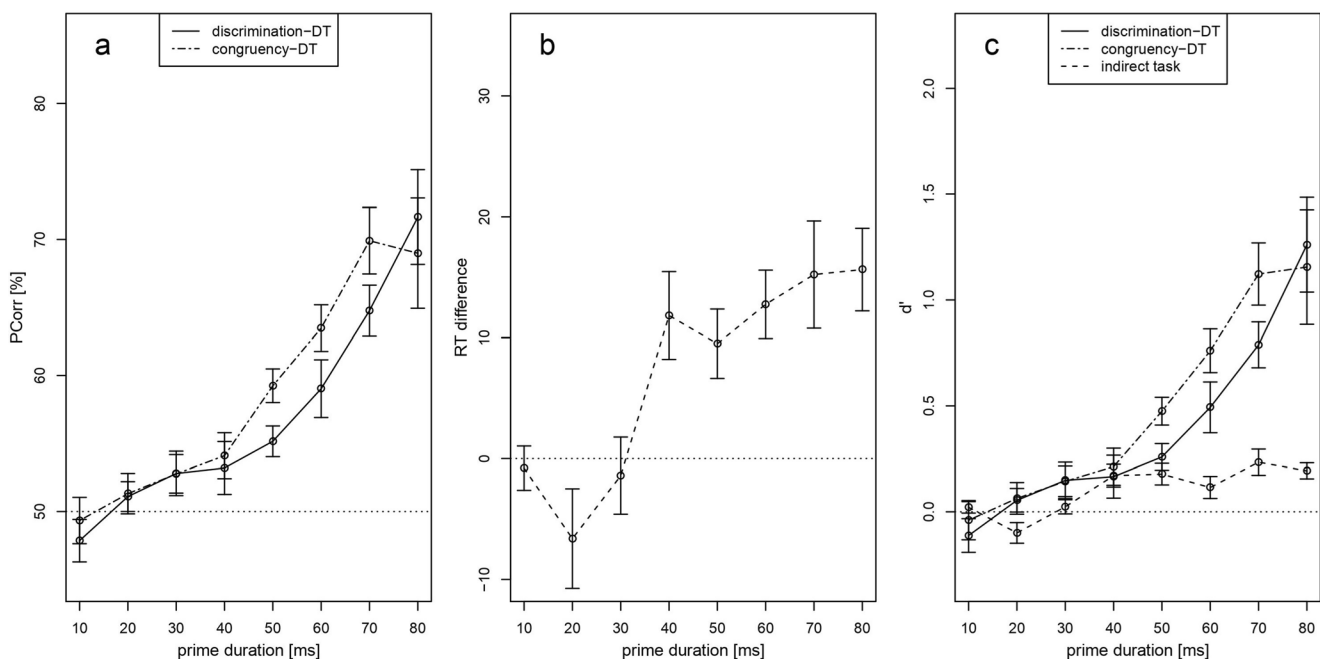 a
discrimination−DT
congruency−DT
PCorr [%]
80
70
60
50
10 20 30 40 50 60 70 80
prime duration [ms]
b
RT difference
30
20
10
0
−10
10 20 30 40 50 60 70 80
prime duration [ms]
c
discrimination−DT
congruency−DT
indirect task
d'
2.0
1.5
1.0
0.5
0.0
10 20 30 40 50 60 70 80
prime duration [ms]